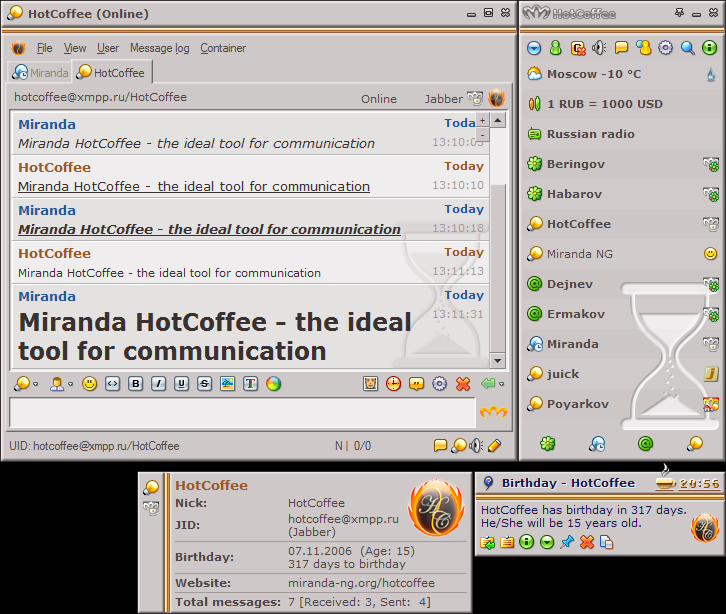 HotCoffee (Online)
File View User Message log Container
Miranda HotCoffee
hotcoffee@xmpp.ru/HotCoffee Online Jabber
Miranda Today
Miranda HotCoffee - the ideal tool for communication 13:10:03
HotCoffee Today
Miranda HotCoffee - the ideal tool for communication 13:10:10
Miranda Today
Miranda HotCoffee - the ideal tool for communication 13:10:18
HotCoffee Today
Miranda HotCoffee - the ideal tool for communication 13:11:13
Miranda Today
Miranda HotCoffee - the ideal 13:11:31
tool for communication
B I U S T
UID: hotcoffee@xmpp.ru/HotCoffee N | 0/0
HotCoffee
Moscow -10 °C
1 RUB = 1000 USD
Russian radio
Beringov
Habarov
HotCoffee
Miranda NG
Dejnev
Ermakov
Miranda
juick
Poyarkov
HotCoffee
Nick: HotCoffee
JID: hotcoffee@xmpp.ru
(Jabber)
Birthday: 07.11.2006 (Age: 15)
317 days to birthday
Website: miranda-ng.org/hotcoffee
Total messages: 7 [Received: 3, Sent: 4]
Birthday - HotCoffee 20:56
HotCoffee has birthday in 317 days.
He/She will be 15 years old.